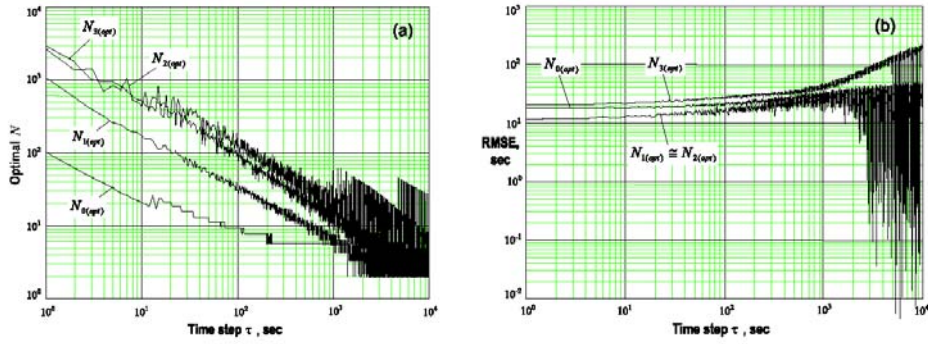 (a)
10⁴
N3(opt)
N2(opt)
10³
Optimal N
N1(opt)
10²
N0(opt)
10¹
10⁰
10⁰ 10¹ 10² 10³ 10⁴
Time step τ , sec
(b)
10³
N0(opt) N3(opt)
10²
10¹
RMSE,
sec
N1(opt) ≅ N2(opt)
10⁰
10⁻¹
10⁻²
10⁰ 10¹ 10² 10³ 10⁴
Time step τ , sec